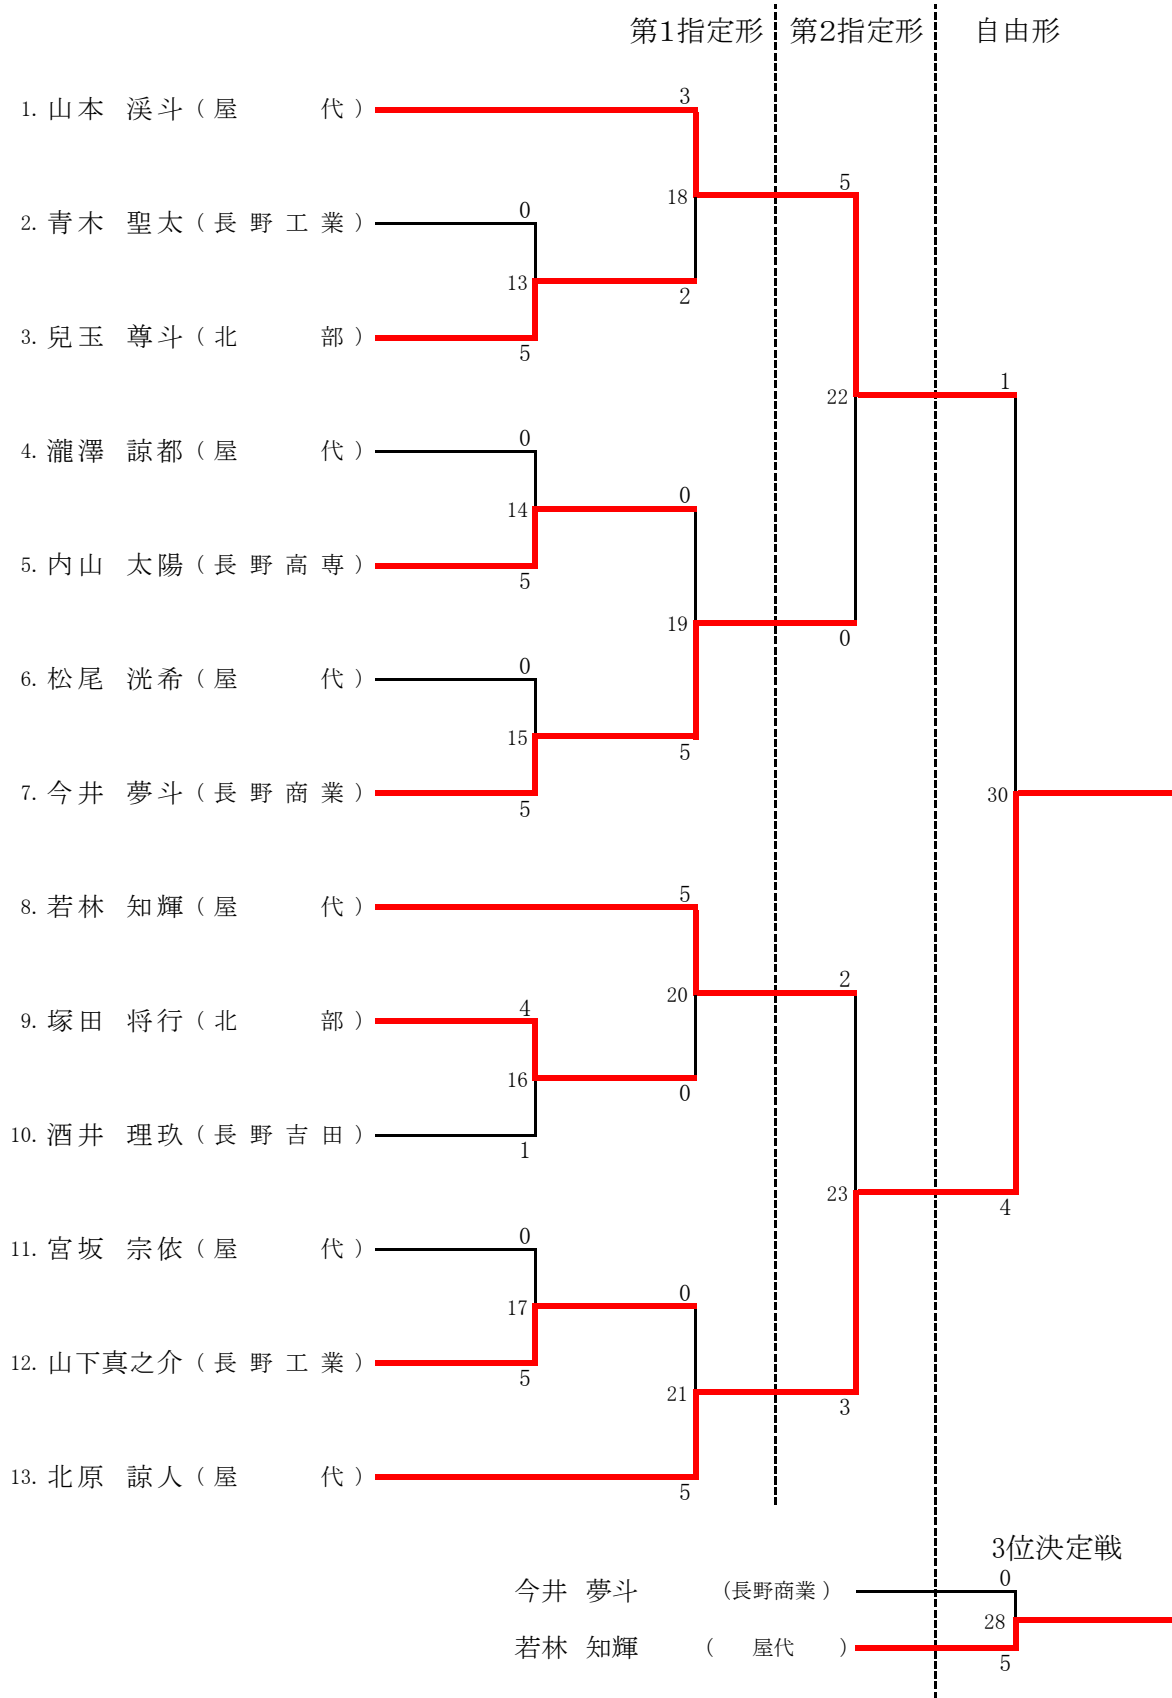 第1指定形 第2指定形 自由形
3
1. 山本 渓斗 （ 屋 代 ）
5
18
0
2. 青木 聖太 （ 長 野 工 業 ）
13
2
3. 兒玉 尊斗 （ 北 部 ）
5
1
22
0
4. 瀧澤 諒都 （ 屋 代 ）
0
14
5. 内山 太陽 （ 長 野 高 専 ）
5
19
0
0
6. 松尾 洸希 （ 屋 代 ）
15
5
7. 今井 夢斗 （ 長 野 商 業 ）
30
5
5
8. 若林 知輝 （ 屋 代 ）
2
20
4
9. 塚田 将行 （ 北 部 ）
16
0
10. 酒井 理玖 （ 長 野 吉 田 ）
1
23
4
0
11. 宮坂 宗依 （ 屋 代 ）
0
17
12. 山下真之介 （ 長 野 工 業 ）
5
21
3
13. 北原 諒人 （ 屋 代 ）
5
3位決定戦
0
今井 夢斗 （長野商業 ）
28
若林 知輝 （ 屋代 ）
5